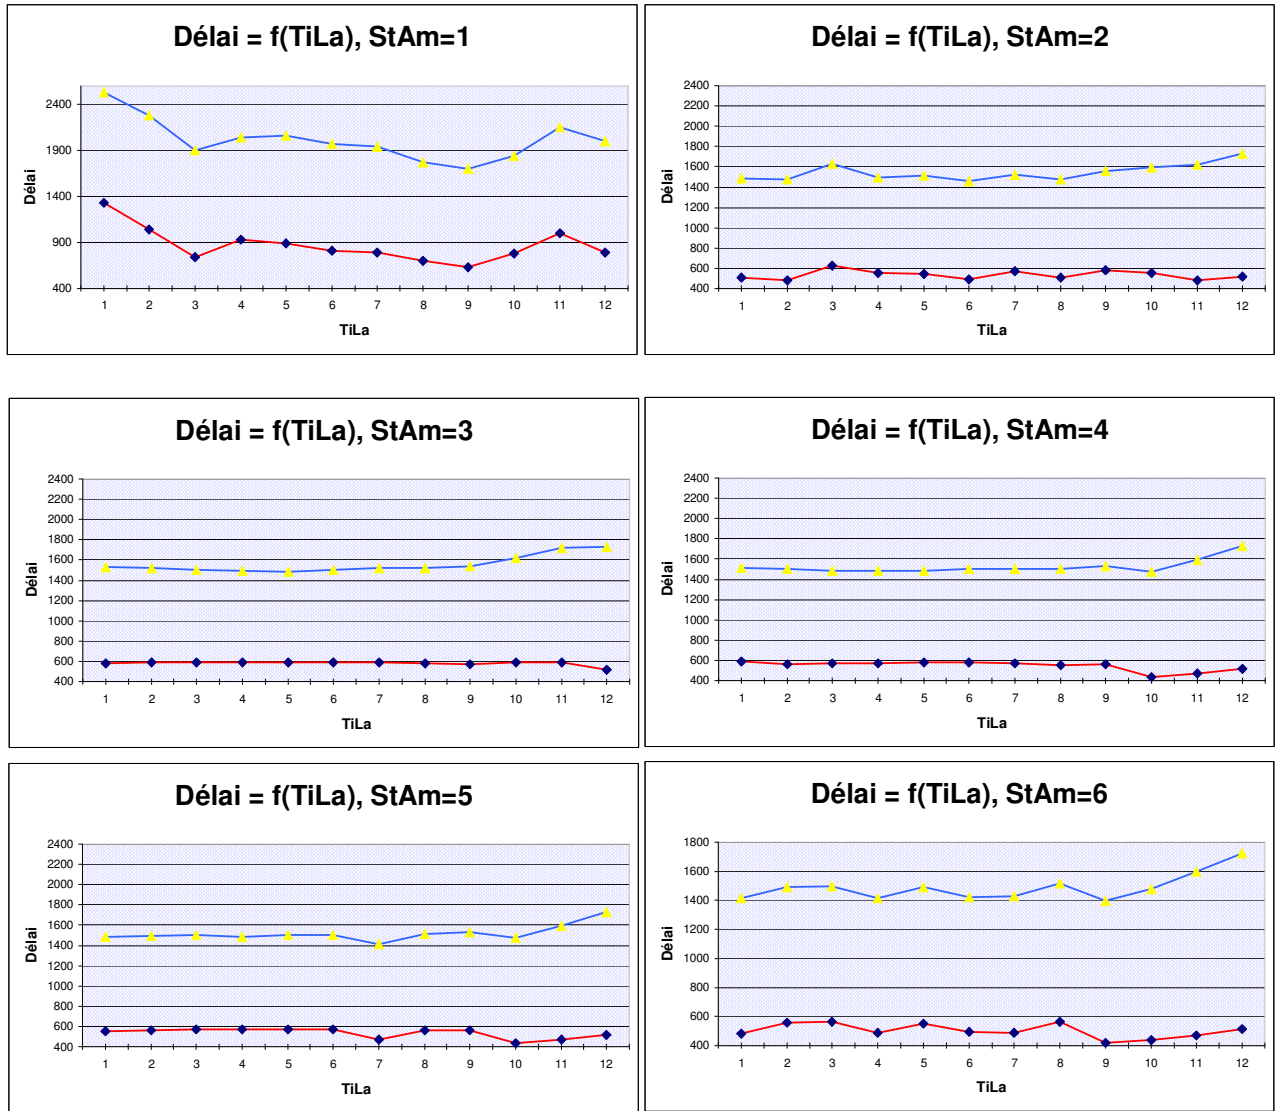 Délai = f(TiLa), StAm=1
2400
1900
1400
900
400
Délai
1 2 3 4 5 6 7 8 9 10 11 12
TiLa
Délai = f(TiLa), StAm=2
2400
2200
2000
1800
1600
1400
1200
1000
800
600
400
Délai
1 2 3 4 5 6 7 8 9 10 11 12
TiLa
Délai = f(TiLa), StAm=3
2400
2200
2000
1800
1600
1400
1200
1000
800
600
400
Délai
1 2 3 4 5 6 7 8 9 10 11 12
TiLa
Délai = f(TiLa), StAm=4
2400
2200
2000
1800
1600
1400
1200
1000
800
600
400
Délai
1 2 3 4 5 6 7 8 9 10 11 12
TiLa
Délai = f(TiLa), StAm=5
2400
2200
2000
1800
1600
1400
1200
1000
800
600
400
Délai
1 2 3 4 5 6 7 8 9 10 11 12
TiLa
Délai = f(TiLa), StAm=6
1800
1600
1400
1200
1000
800
600
400
Délai
1 2 3 4 5 6 7 8 9 10 11 12
TiLa